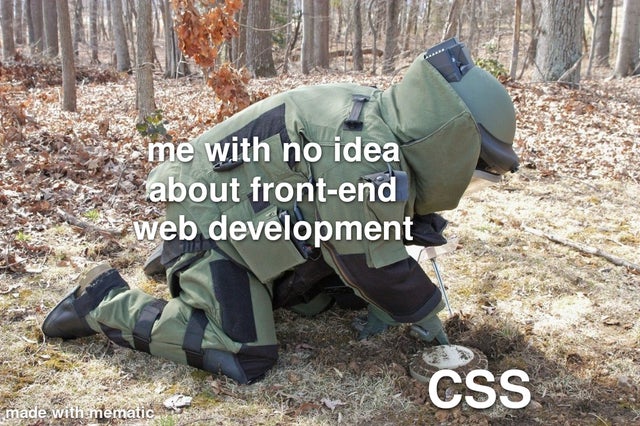 me with no idea
about front-end
web development
CSS
made with mematic